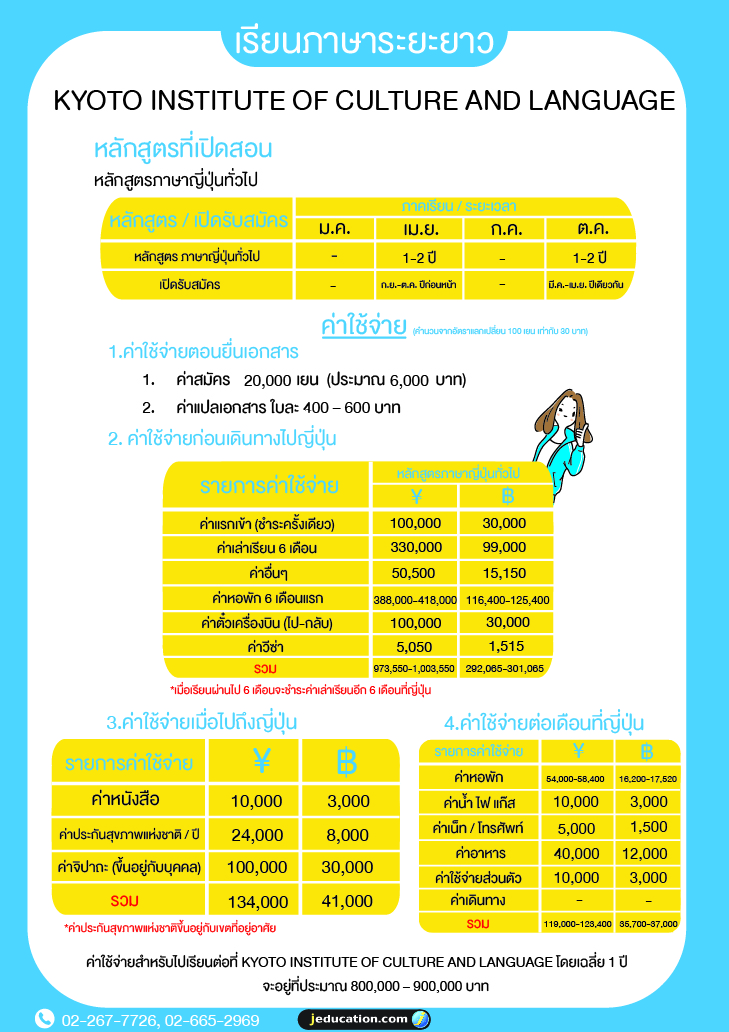 เรียนภาษาระยะยาว
KYOTO INSTITUTE OF CULTURE AND LANGUAGE
หลักสูตรที่เปิดสอน
หลักสูตรภาษาญี่ปุ่นทั่วไป
หลักสูตร / เปิดรับสมัคร ภาคเรียน / ระยะเวลา
ม.ค. เม.ย. ก.ค. ต.ค.
หลักสูตร ภาษาญี่ปุ่นทั่วไป - 1-2 ปี - 1-2 ปี
เปิดรับสมัคร - ก.ย.-ต.ค. ปีก่อนหน้า - มี.ค.-เม.ย. ปีเดียวกัน
ค่าใช้จ่าย (คำนวนจากอัตราแลกเปลี่ยน 100 เยน เท่ากับ 30 บาท)
1.ค่าใช้จ่ายตอนยื่นเอกสาร
1. ค่าสมัคร 20,000 เยน (ประมาณ 6,000 บาท)
2. ค่าแปลเอกสาร ใบละ 400 – 600 บาท
2. ค่าใช้จ่ายก่อนเดินทางไปญี่ปุ่น
รายการค่าใช้จ่าย หลักสูตรภาษาญี่ปุ่นทั่วไป
¥ ฿
ค่าแรกเข้า (ชำระครั้งเดียว) 100,000 30,000
ค่าเล่าเรียน 6 เดือน 330,000 99,000
ค่าอื่นๆ 50,500 15,150
ค่าหอพัก 6 เดือนแรก 388,000-418,000 116,400-125,400
ค่าตั๋วเครื่องบิน (ไป-กลับ) 100,000 30,000
ค่าวีซ่า 5,050 1,515
รวม 973,550-1,003,550 292,065-301,065
*เมื่อเรียนผ่านไป 6 เดือนจะชำระค่าเล่าเรียนอีก 6 เดือนที่ญี่ปุ่น
3.ค่าใช้จ่ายเมื่อไปถึงญี่ปุ่น
รายการค่าใช้จ่าย ¥ ฿
ค่าหนังสือ 10,000 3,000
ค่าประกันสุขภาพแห่งชาติ / ปี 24,000 8,000
ค่าจิปาถะ (ขึ้นอยู่กับบุคคล) 100,000 30,000
รวม 134,000 41,000
*ค่าประกันสุขภาพแห่งชาติขึ้นอยู่กับเขตที่อยู่อาศัย
4.ค่าใช้จ่ายต่อเดือนที่ญี่ปุ่น
รายการค่าใช้จ่าย ¥ ฿
ค่าหอพัก 54,000-58,400 16,200-17,520
ค่าน้ำ ไฟ แก๊ส 10,000 3,000
ค่าเน็ท / โทรศัพท์ 5,000 1,500
ค่าอาหาร 40,000 12,000
ค่าใช้จ่ายส่วนตัว 10,000 3,000
ค่าเดินทาง - -
รวม 119,000-123,400 35,700-37,000
ค่าใช้จ่ายสำหรับไปเรียนต่อที่ KYOTO INSTITUTE OF CULTURE AND LANGUAGE โดยเฉลี่ย 1 ปี
จะอยู่ที่ประมาณ 800,000 – 900,000 บาท
02-267-7726, 02-665-2969
jeducation.com